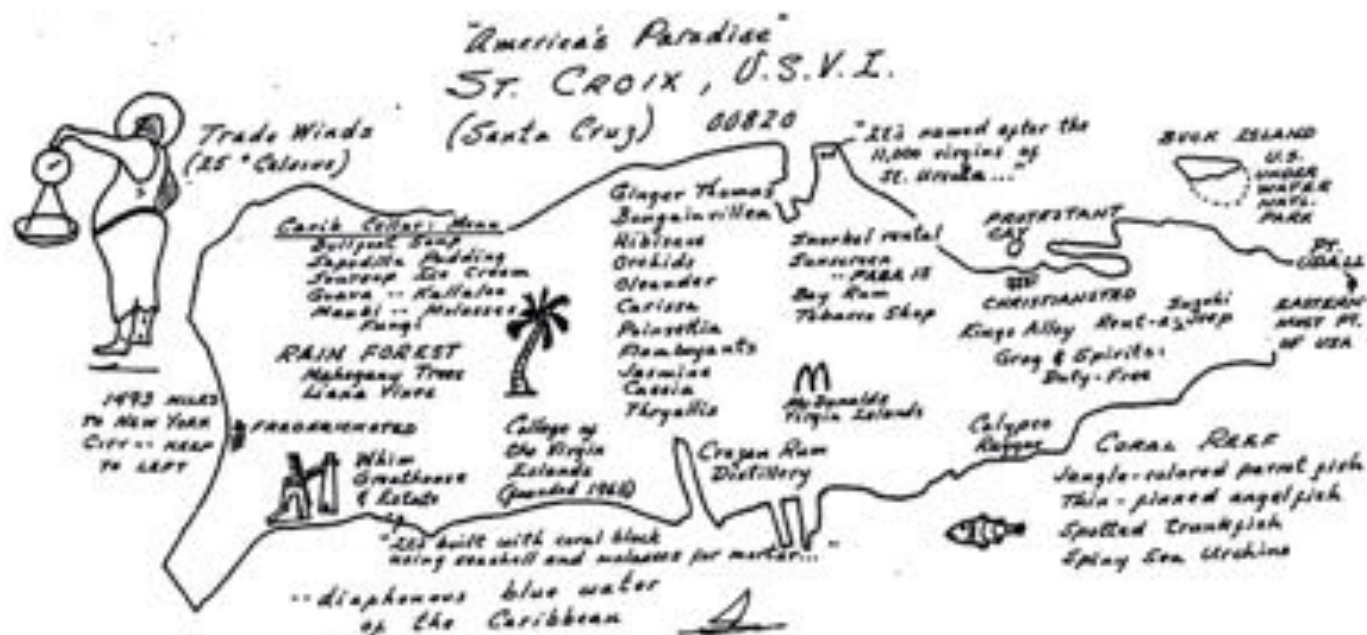 "America's Paradise"
ST. CROIX, U.S.V.I.
(Santa Cruz) 00820
Trade Winds
(25° Celsius)
"It's named after the
11,000 virgins of
St. Ursula..."
BUCK ISLAND
U.S.
UNDER
WATER
NATL.
PARK
Carib Cellars Menu
Bullfoot Soup
Sapodilla Pudding
Soursop Ice Cream
Guava -- Kallaloo
Maubi -- Molasses
Fungi
RAIN FOREST
Mahogany Trees
Liana Vines
Ginger Thomas
Bougainvillea
Hibiscus
Orchids
Oleander
Carissa
Poinsettia
Flamboyants
Jasmine
Cassia
Thryallis
Snorkel rental
Sunscreen
-- PABA 15
Bay Rum
Tobacco Shop
PROTESTANT
CAY
CHRISTIANSTED
Kings Alley
Suzuki
Rent-a-Jeep
Grog & Spirits:
Duty-Free
PT.
UDALL
EASTERN
MOST PT.
OF USA
McDonalds
Virgin Islands
1493 MILES
TO NEW YORK
CITY -- KEEP
TO LEFT
FREDERICKSTED
Whim
Greathouse
& Estate
College of
the Virgin
Islands
Cruzan Rum
Distillery
Calypso
Reggae
CORAL REEF
Jungle-colored parrot fish
Thin-planed angelfish
Spotted trunkfish
Spiny Sea Urchins
"It's built with coral block
using seashell and molasses for mortar..."
--diaphonous blue water
of the Caribbean